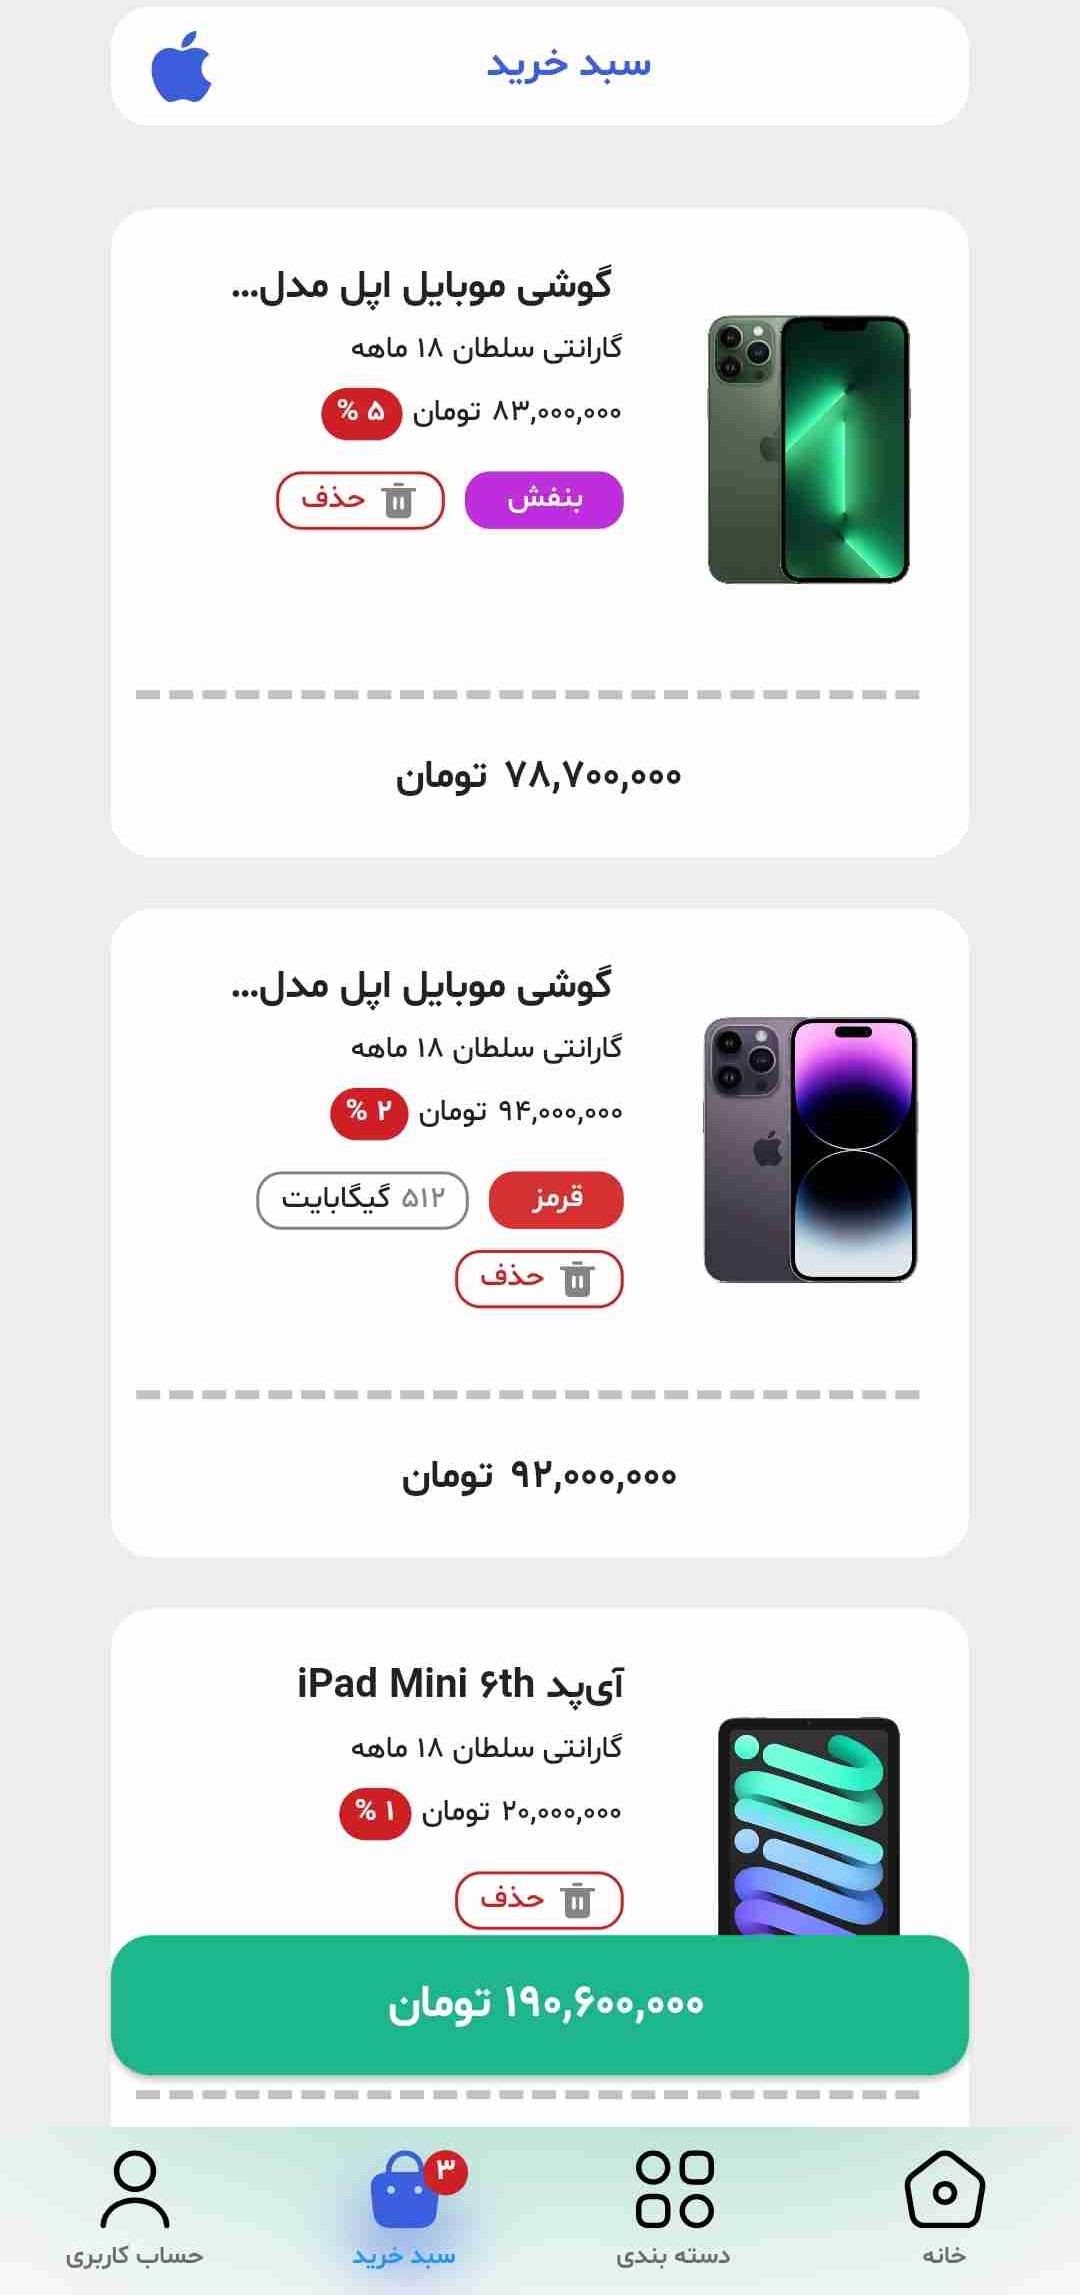 سبد خرید
گوشی موبایل اپل مدل...
گارانتی سلطان ۱۸ ماهه
۸۳,۰۰۰,۰۰۰ تومان ۵ %
بنفش حذف
۷۸,۷۰۰,۰۰۰ تومان
گوشی موبایل اپل مدل...
گارانتی سلطان ۱۸ ماهه
۹۴,۰۰۰,۰۰۰ تومان ۲ %
قرمز ۵۱۲ گیگابایت
حذف
۹۲,۰۰۰,۰۰۰ تومان
آی‌پد iPad Mini ۶th
گارانتی سلطان ۱۸ ماهه
۲۰,۰۰۰,۰۰۰ تومان ۱ %
حذف
۱۹۰,۶۰۰,۰۰۰ تومان
۳
خانه دسته بندی سبد خرید حساب کاربری